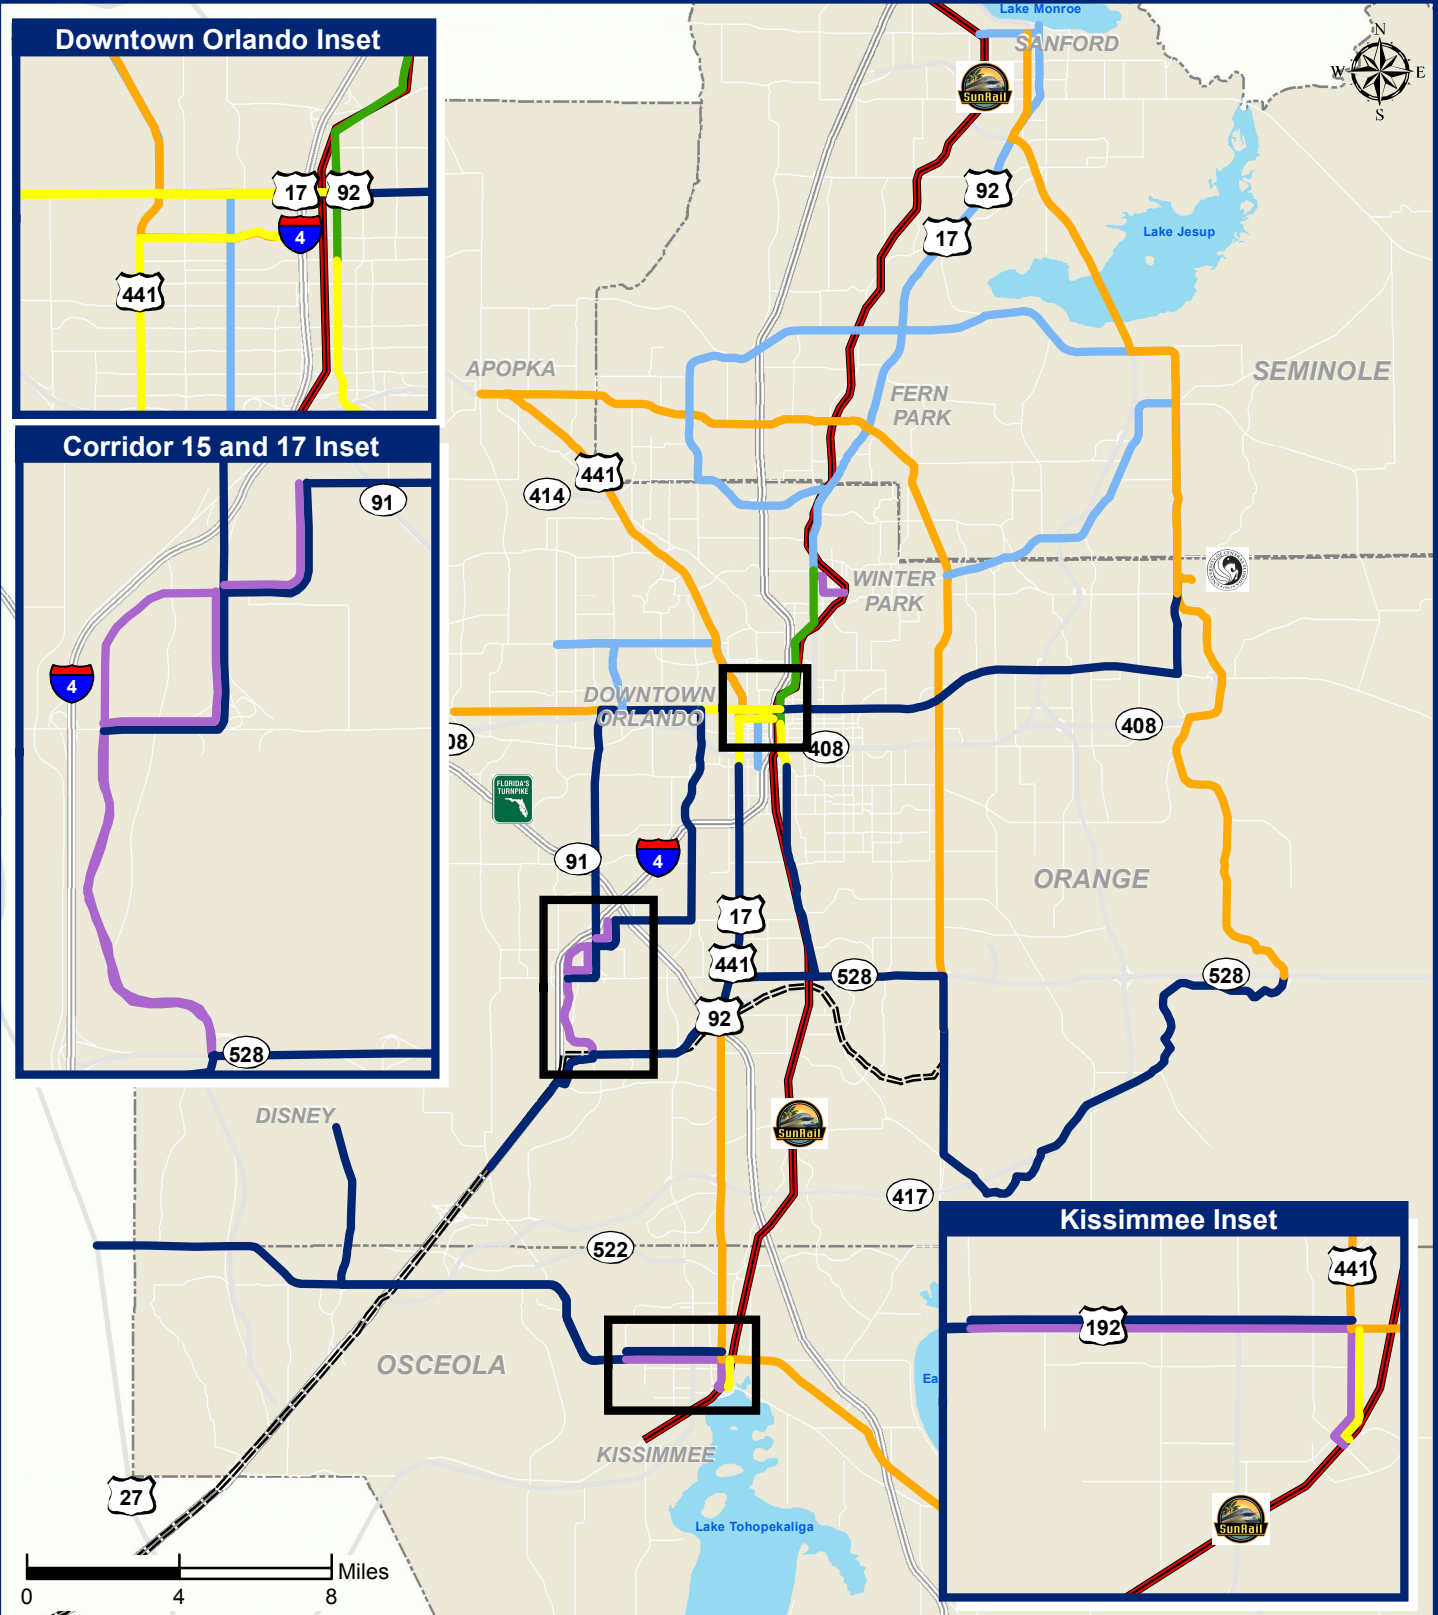 Downtown Orlando Inset
17
92
4
441
Corridor 15 and 17 Inset
91
4
528
Lake Monroe
SANFORD
N
W
E
S
SunRail
92
17
Lake Jesup
APOPKA
FERN
PARK
SEMINOLE
441
414
WINTER
PARK
DOWNTOWN
ORLANDO
08
408
408
FLORIDA'S
TURNPIKE
91
4
ORANGE
17
441
528
528
92
DISNEY
SunRail
417
522
OSCEOLA
KISSIMMEE
Ea
27
Lake Tohopekaliga
Kissimmee Inset
441
192
SunRail
Miles
0
4
8